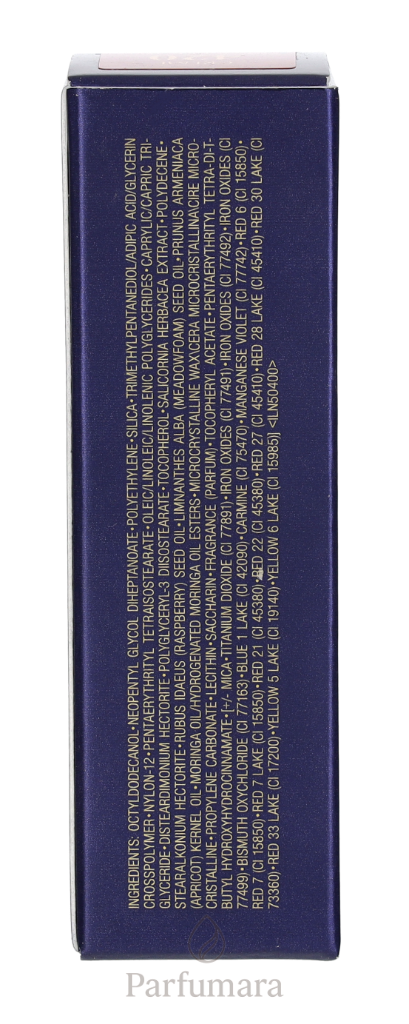 INGREDIENTS: OCTYLDODECANOL•NEOPENTYL GLYCOL DIHEPTANOATE•POLYETHYLENE•SILICA•TRIMETHYLPENTANEDIOL/ADIPIC ACID/GLYCERIN
CROSSPOLYMER•NYLON-12•PENTAERYTHRITYL TETRAISOSTEARATE•OLEIC/LINOLEIC/LINOLENIC POLYGLYCERIDES•CAPRYLIC/CAPRIC TRI-
GLYCERIDE•DISTEARDIMONIUM HECTORITE•POLYGLYCERYL-3 DIISOSTEARATE•TOCOPHEROL•SALICORNIA HERBACEA EXTRACT•POLYDECENE•
STEARALKONIUM HECTORITE•RUBUS IDAEUS (RASPBERRY) SEED OIL•LIMNANTHES ALBA (MEADOWFOAM) SEED OIL•PRUNUS ARMENIACA
(APRICOT) KERNEL OIL•MORINGA OIL/HYDROGENATED MORINGA OIL ESTERS•MICROCRYSTALLINE WAX\CERA MICROCRISTALLINA\CIRE MICRO-
CRISTALLINE•PROPYLENE CARBONATE•LECITHIN•SACCHARIN•FRAGRANCE (PARFUM)•TOCOPHERYL ACETATE•PENTAERYTHRITYL TETRA-DI-T-
BUTYL HYDROXYHYDROCINNAMATE•[+/- MICA•TITANIUM DIOXIDE (CI 77891)•IRON OXIDES (CI 77491)•IRON OXIDES (CI 77492)•IRON OXIDES (CI
77499)•BISMUTH OXYCHLORIDE (CI 77163)•BLUE 1 LAKE (CI 42090)•CARMINE (CI 75470)•MANGANESE VIOLET (CI 77742)•RED 6 (CI 15850)•
RED 7 (CI 15850)•RED 7 LAKE (CI 15850)•RED 21 (CI 45380)•RED 22 (CI 45380)•RED 27 (CI 45410)•RED 28 LAKE (CI 45410)•RED 30 LAKE (CI
73360)•RED 33 LAKE (CI 17200)•YELLOW 5 LAKE (CI 19140)•YELLOW 6 LAKE (CI 15985)] <ILN50400>
Parfumara